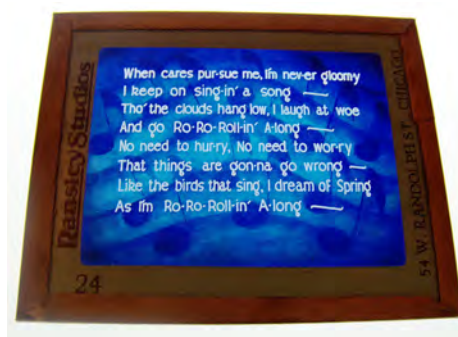 When cares pur-sue me, I'm nev-er gloomy
I keep on sing-in' a song
Tho' the clouds hang low, I laugh at woe
And go Ro-Ro-Roll-in' A-long
No need to hur-ry, No need to wor-ry
That things are gon-na go wrong
Like the birds that sing, I dream of Spring
As I'm Ro-Ro-Roll-in' A-long
Ransley Studios
54 W. RANDOLPH ST. CHICAGO
24